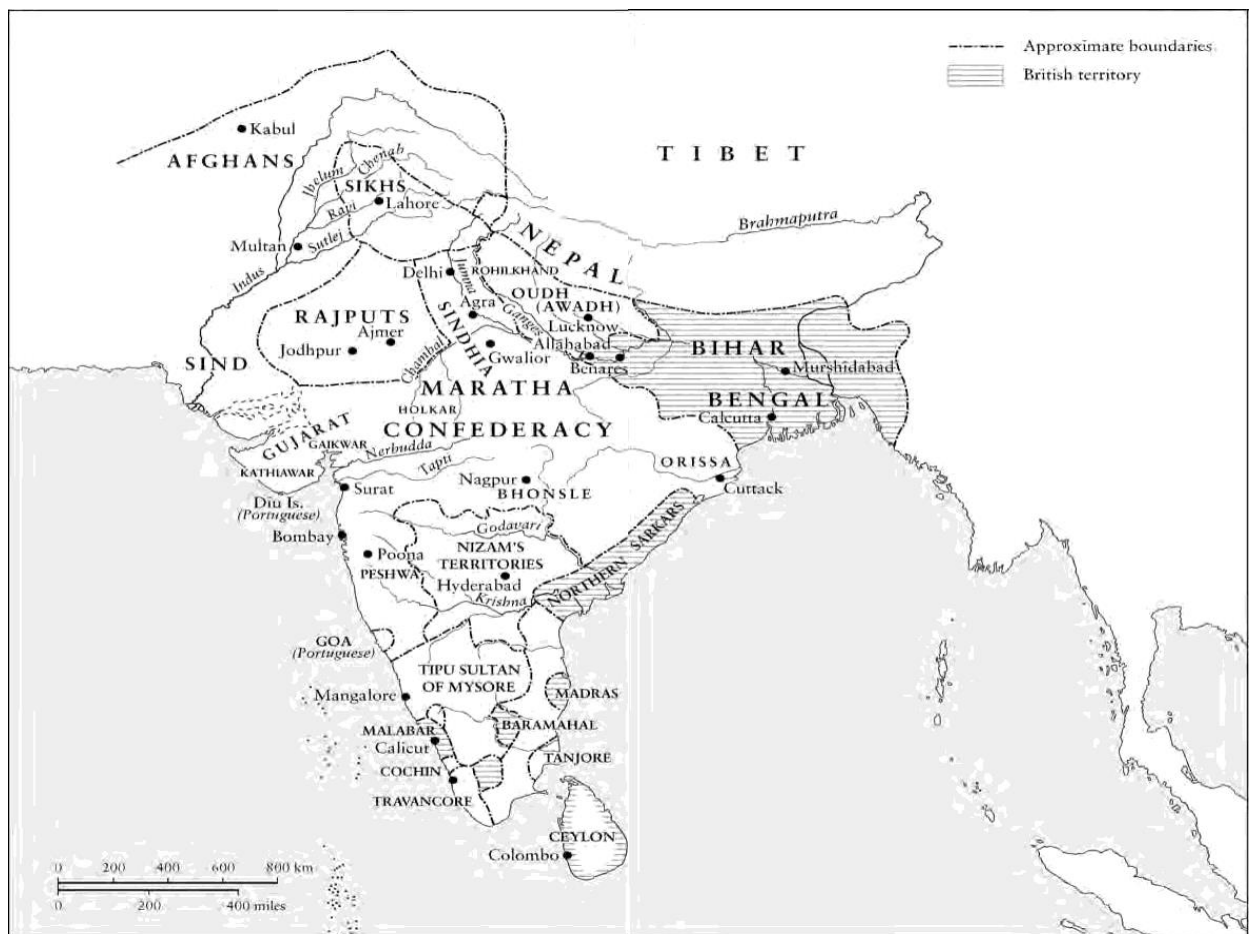 Approximate boundaries
British territory
Kabul
AFGHANS
TIBET
Jhelum
Chenab
SIKHS
Ravi
Lahore
Multan
Sutlej
Indus
Brahmaputra
NEPAL
Delhi
Jumna
ROHILKHAND
OUDH
(AWADH)
Agra
Ganges
Lucknow
RAJPUTS
Ajmer
Jodhpur
SINDHIA
Gwalior
Allahabad
Benares
BIHAR
Murshidabad
SIND
Chambal
MARATHA
CONFEDERACY
BENGAL
Calcutta
HOLKAR
GUJARAT
GAIKWAR
KATHIAWAR
Nerbudda
Tapti
ORISSA
Cuttack
Surat
Nagpur
BHONSLE
Diu Is.
(Portuguese)
Bombay
Godavari
NORTHERN SARKARS
Poona
PESHWA
NIZAM'S
TERRITORIES
Hyderabad
Krishna
GOA
(Portuguese)
TIPU SULTAN
OF MYSORE
Mangalore
MADRAS
MALABAR
Calicut
BARAMAHAL
COCHIN
TANJORE
TRAVANCORE
CEYLON
Colombo
0 200 400 600 800 km
0 200 400 miles